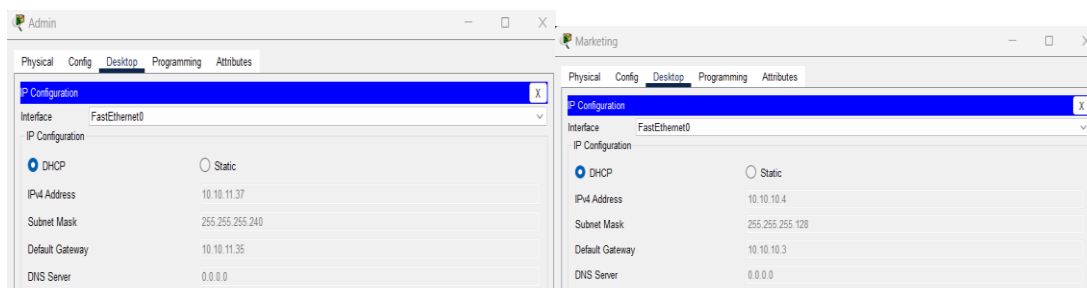 Admin
Physical Config Desktop Programming Attributes
IP Configuration X
Interface FastEthernet0
IP Configuration
DHCP Static
IPv4 Address 10.10.11.37
Subnet Mask 255.255.255.240
Default Gateway 10.10.11.35
DNS Server 0.0.0.0
Marketing
Physical Config Desktop Programming Attributes
IP Configuration X
Interface FastEthernet0
IP Configuration
DHCP Static
IPv4 Address 10.10.10.4
Subnet Mask 255.255.255.128
Default Gateway 10.10.10.3
DNS Server 0.0.0.0